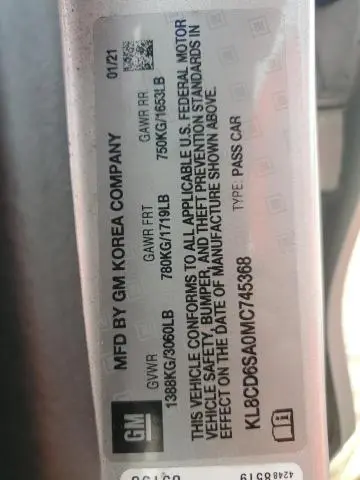 GM
MFD BY GM KOREA COMPANY 01/21
GVWR GAWR FRT GAWR RR
1388KG/3060LB 780KG/1719LB 750KG/1653LB
THIS VEHICLE CONFORMS TO ALL APPLICABLE U.S. FEDERAL MOTOR
VEHICLE SAFETY, BUMPER, AND THEFT PREVENTION STANDARDS IN
EFFECT ON THE DATE OF MANUFACTURE SHOWN ABOVE.
KL8CD6SA0MC745368 TYPE: PASS CAR
42488519